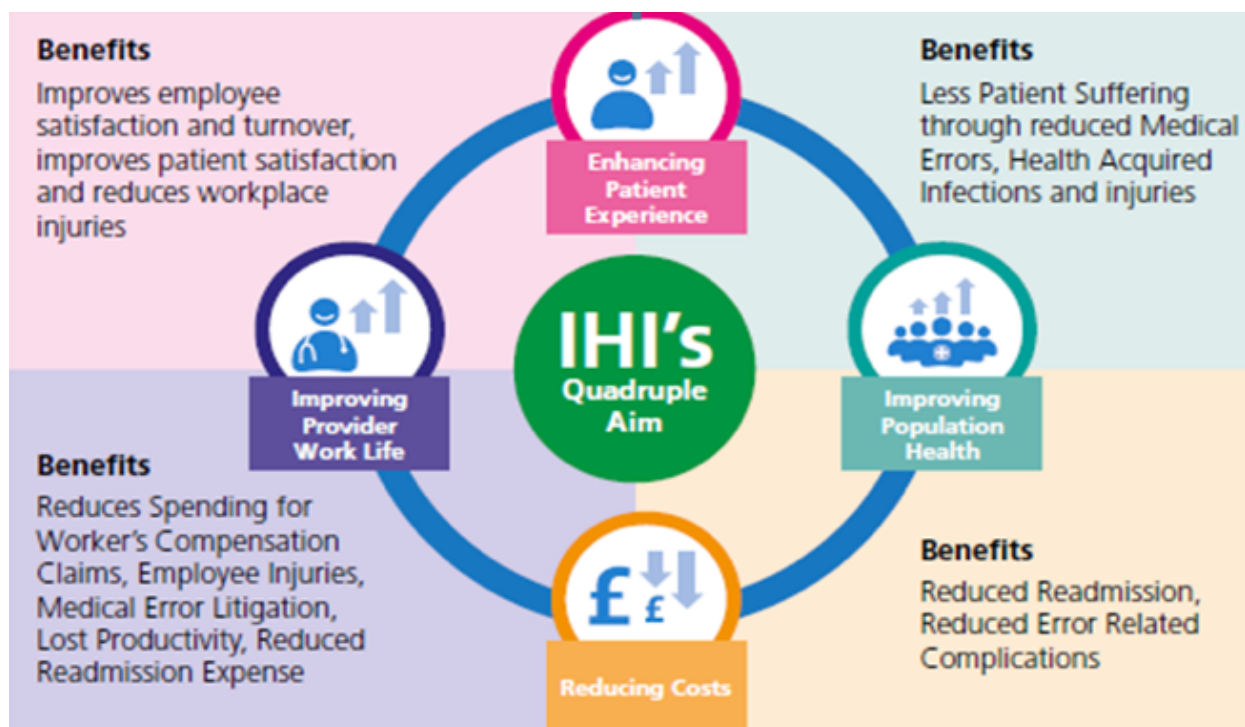 Benefits
Improves employee
satisfaction and turnover,
improves patient satisfaction
and reduces workplace
injuries
Enhancing
Patient
Experience
Benefits
Less Patient Suffering
through reduced Medical
Errors, Health Acquired
Infections and injuries
IHI's
Quadruple
Aim
Improving
Provider
Work Life
Improving
Population
Health
Benefits
Reduces Spending for
Worker's Compensation
Claims, Employee Injuries,
Medical Error Litigation,
Lost Productivity, Reduced
Readmission Expense
£ £
Reducing Costs
Benefits
Reduced Readmission,
Reduced Error Related
Complications